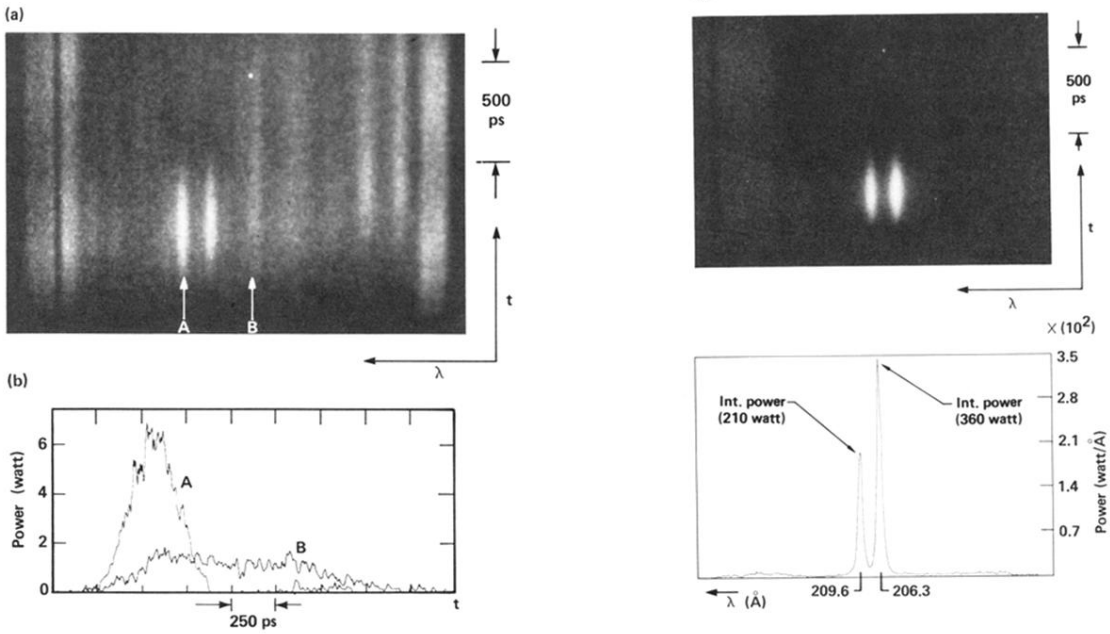 (a)
500
ps
A
B
t
λ
(b)
Power (watt)
6
4
2
0
A
B
t
250 ps
500
ps
t
λ
X (10²)
Int. power
(210 watt)
Int. power
(360 watt)
3.5
2.8
2.1
1.4
0.7
Power (watt/Å)
λ (Å)
209.6
206.3